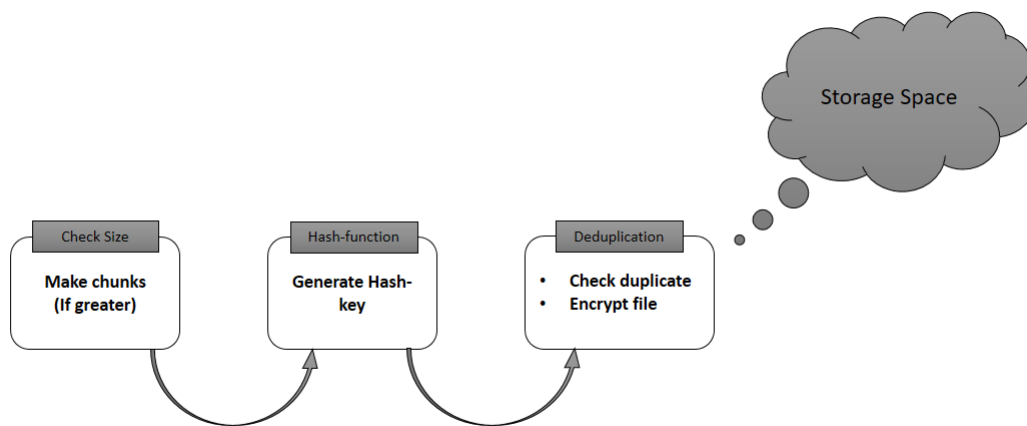 Storage Space
Check Size
Make chunks
(If greater)
Hash-function
Generate Hash-
key
Deduplication
• Check duplicate
• Encrypt file